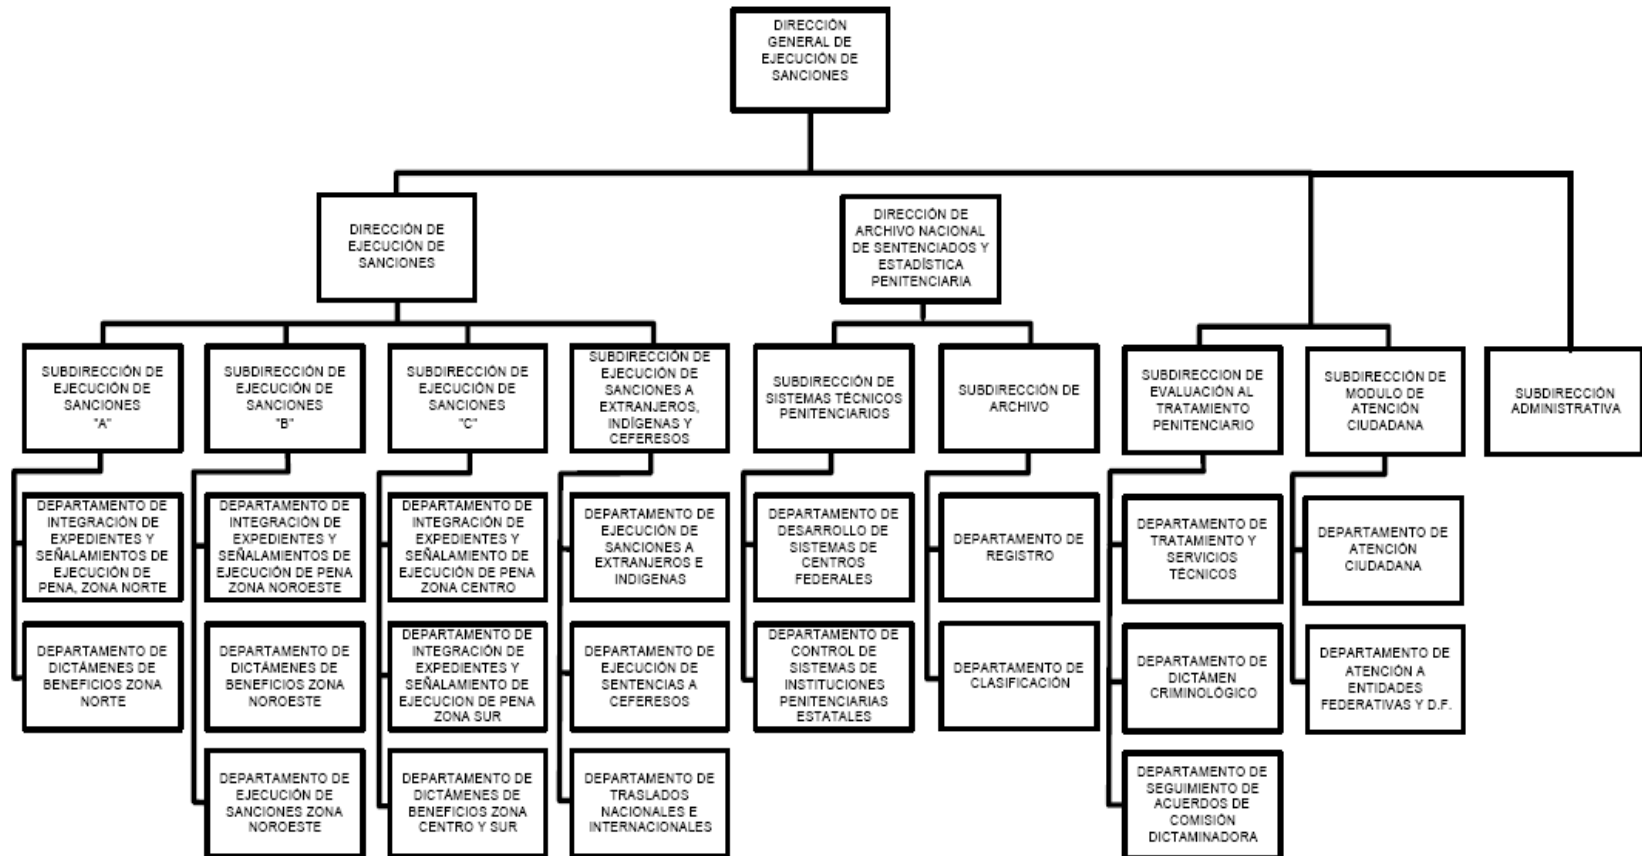 DIRECCIÓN
GENERAL DE
EJECUCIÓN DE
SANCIONES
DIRECCIÓN DE
EJECUCIÓN DE
SANCIONES
DIRECCIÓN DE
ARCHIVO NACIONAL
DE SENTENCIADOS Y
ESTADÍSTICA
PENITENCIARIA
SUBDIRECCIÓN DE
EJECUCIÓN DE
SANCIONES
"A"
SUBDIRECCIÓN DE
EJECUCIÓN DE
SANCIONES
"B"
SUBDIRECCIÓN DE
EJECUCIÓN DE
SANCIONES
"C"
SUBDIRECCIÓN DE
EJECUCIÓN DE
SANCIONES A
EXTRANJEROS,
INDÍGENAS Y
CEFERESOS
SUBDIRECCIÓN DE
SISTEMAS TÉCNICOS
PENITENCIARIOS
SUBDIRECCIÓN DE
ARCHIVO
SUBDIRECCION DE
EVALUACIÓN AL
TRATAMIENTO
PENITENCIARIO
SUBDIRECCIÓN DE
MODULO DE
ATENCIÓN
CIUDADANA
SUBDIRECCIÓN
ADMINISTRATIVA
DEPARTAMENTO DE
INTEGRACIÓN DE
EXPEDIENTES Y
SEÑALAMIENTOS DE
EJECUCIÓN DE
PENA, ZONA NORTE
DEPARTAMENTO DE
INTEGRACIÓN DE
EXPEDIENTES Y
SEÑALAMIENTOS DE
EJECUCIÓN DE PENA
ZONA NOROESTE
DEPARTAMENTO DE
INTEGRACIÓN DE
EXPEDIENTES Y
SEÑALAMIENTO DE
EJECUCIÓN DE PENA
ZONA CENTRO
DEPARTAMENTO DE
EJECUCIÓN DE
SANCIONES A
EXTRANJEROS E
INDIGENAS
DEPARTAMENTO DE
DESARROLLO DE
SISTEMAS DE
CENTROS
FEDERALES
DEPARTAMENTO DE
REGISTRO
DEPARTAMENTO DE
TRATAMIENTO Y
SERVICIOS
TÉCNICOS
DEPARTAMENTO DE
ATENCIÓN
CIUDADANA
DEPARTAMENTO DE
DICTÁMENES DE
BENEFICIOS ZONA
NORTE
DEPARTAMENTO DE
DICTÁMENES DE
BENEFICIOS ZONA
NOROESTE
DEPARTAMENTO DE
INTEGRACIÓN DE
EXPEDIENTES Y
SEÑALAMIENTO DE
EJECUCION DE PENA
ZONA SUR
DEPARTAMENTO DE
EJECUCIÓN DE
SENTENCIAS A
CEFERESOS
DEPARTAMENTO DE
CONTROL DE
SISTEMAS DE
INSTITUCIONES
PENITENCIARIAS
ESTATALES
DEPARTAMENTO DE
CLASIFICACIÓN
DEPARTAMENTO DE
DICTÁMEN
CRIMINOLÓGICO
DEPARTAMENTO DE
ATENCIÓN A
ENTIDADES
FEDERATIVAS Y D.F.
DEPARTAMENTO DE
EJECUCIÓN DE
SANCIONES ZONA
NOROESTE
DEPARTAMENTO DE
DICTÁMENES DE
BENEFICIOS ZONA
CENTRO Y SUR
DEPARTAMENTO DE
TRASLADOS
NACIONALES E
INTERNACIONALES
DEPARTAMENTO DE
SEGUIMIENTO DE
ACUERDOS DE
COMISIÓN
DICTAMINADORA